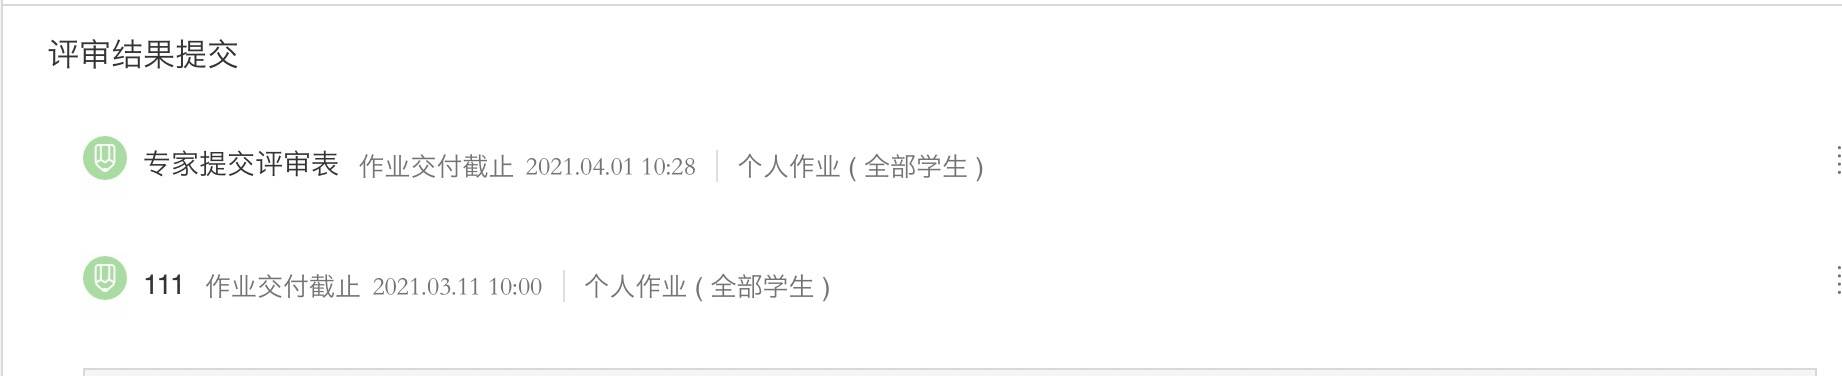 评审结果提交
专家提交评审表 作业交付截止 2021.04.01 10:28 个人作业 ( 全部学生 )
111 作业交付截止 2021.03.11 10:00 个人作业 ( 全部学生 )